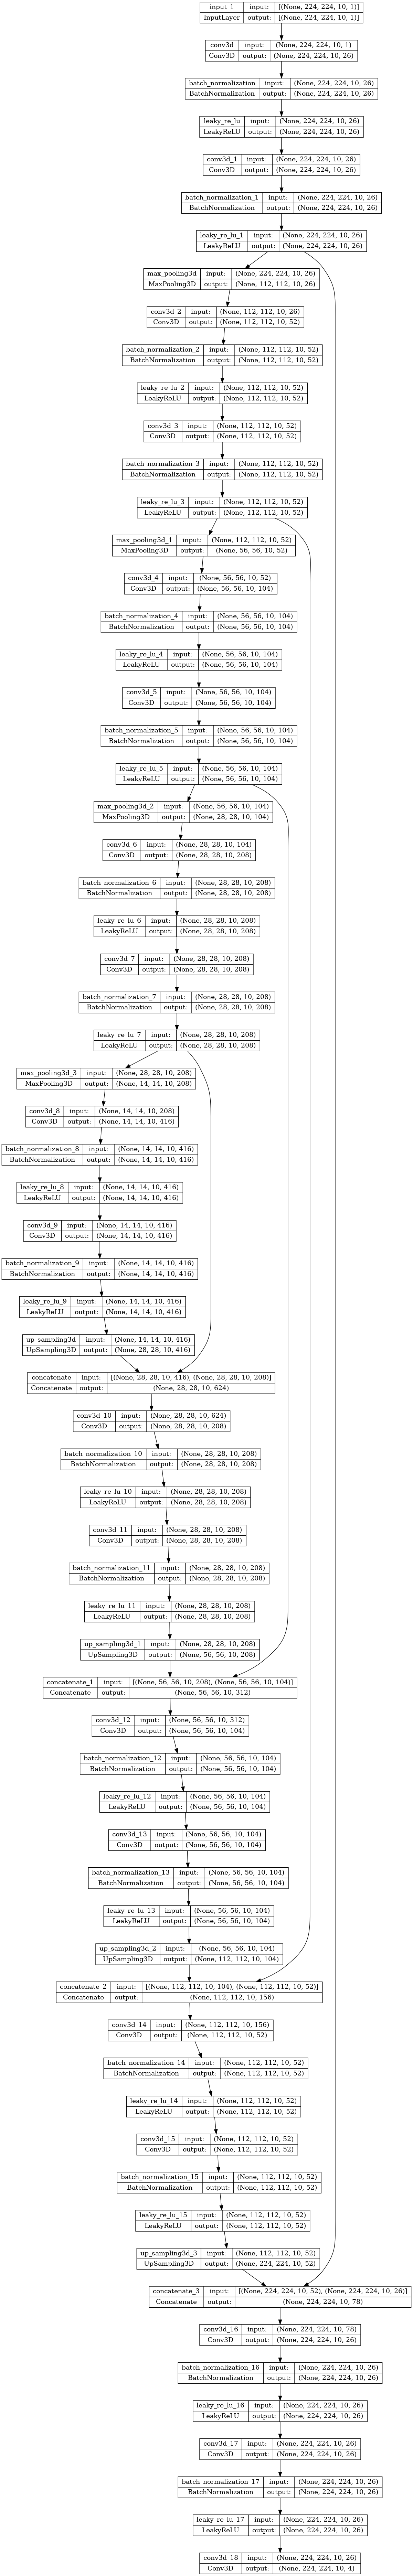 input_1 input: [(None, 224, 224, 10, 1)]
InputLayer output: [(None, 224, 224, 10, 1)]
conv3d input: (None, 224, 224, 10, 1)
Conv3D output: (None, 224, 224, 10, 26)
batch_normalization input: (None, 224, 224, 10, 26)
BatchNormalization output: (None, 224, 224, 10, 26)
leaky_re_lu input: (None, 224, 224, 10, 26)
LeakyReLU output: (None, 224, 224, 10, 26)
conv3d_1 input: (None, 224, 224, 10, 26)
Conv3D output: (None, 224, 224, 10, 26)
batch_normalization_1 input: (None, 224, 224, 10, 26)
BatchNormalization output: (None, 224, 224, 10, 26)
leaky_re_lu_1 input: (None, 224, 224, 10, 26)
LeakyReLU output: (None, 224, 224, 10, 26)
max_pooling3d input: (None, 224, 224, 10, 26)
MaxPooling3D output: (None, 112, 112, 10, 26)
conv3d_2 input: (None, 112, 112, 10, 26)
Conv3D output: (None, 112, 112, 10, 52)
batch_normalization_2 input: (None, 112, 112, 10, 52)
BatchNormalization output: (None, 112, 112, 10, 52)
leaky_re_lu_2 input: (None, 112, 112, 10, 52)
LeakyReLU output: (None, 112, 112, 10, 52)
conv3d_3 input: (None, 112, 112, 10, 52)
Conv3D output: (None, 112, 112, 10, 52)
batch_normalization_3 input: (None, 112, 112, 10, 52)
BatchNormalization output: (None, 112, 112, 10, 52)
leaky_re_lu_3 input: (None, 112, 112, 10, 52)
LeakyReLU output: (None, 112, 112, 10, 52)
max_pooling3d_1 input: (None, 112, 112, 10, 52)
MaxPooling3D output: (None, 56, 56, 10, 52)
conv3d_4 input: (None, 56, 56, 10, 52)
Conv3D output: (None, 56, 56, 10, 104)
batch_normalization_4 input: (None, 56, 56, 10, 104)
BatchNormalization output: (None, 56, 56, 10, 104)
leaky_re_lu_4 input: (None, 56, 56, 10, 104)
LeakyReLU output: (None, 56, 56, 10, 104)
conv3d_5 input: (None, 56, 56, 10, 104)
Conv3D output: (None, 56, 56, 10, 104)
batch_normalization_5 input: (None, 56, 56, 10, 104)
BatchNormalization output: (None, 56, 56, 10, 104)
leaky_re_lu_5 input: (None, 56, 56, 10, 104)
LeakyReLU output: (None, 56, 56, 10, 104)
max_pooling3d_2 input: (None, 56, 56, 10, 104)
MaxPooling3D output: (None, 28, 28, 10, 104)
conv3d_6 input: (None, 28, 28, 10, 104)
Conv3D output: (None, 28, 28, 10, 208)
batch_normalization_6 input: (None, 28, 28, 10, 208)
BatchNormalization output: (None, 28, 28, 10, 208)
leaky_re_lu_6 input: (None, 28, 28, 10, 208)
LeakyReLU output: (None, 28, 28, 10, 208)
conv3d_7 input: (None, 28, 28, 10, 208)
Conv3D output: (None, 28, 28, 10, 208)
batch_normalization_7 input: (None, 28, 28, 10, 208)
BatchNormalization output: (None, 28, 28, 10, 208)
leaky_re_lu_7 input: (None, 28, 28, 10, 208)
LeakyReLU output: (None, 28, 28, 10, 208)
max_pooling3d_3 input: (None, 28, 28, 10, 208)
MaxPooling3D output: (None, 14, 14, 10, 208)
conv3d_8 input: (None, 14, 14, 10, 208)
Conv3D output: (None, 14, 14, 10, 416)
batch_normalization_8 input: (None, 14, 14, 10, 416)
BatchNormalization output: (None, 14, 14, 10, 416)
leaky_re_lu_8 input: (None, 14, 14, 10, 416)
LeakyReLU output: (None, 14, 14, 10, 416)
conv3d_9 input: (None, 14, 14, 10, 416)
Conv3D output: (None, 14, 14, 10, 416)
batch_normalization_9 input: (None, 14, 14, 10, 416)
BatchNormalization output: (None, 14, 14, 10, 416)
leaky_re_lu_9 input: (None, 14, 14, 10, 416)
LeakyReLU output: (None, 14, 14, 10, 416)
up_sampling3d input: (None, 14, 14, 10, 416)
UpSampling3D output: (None, 28, 28, 10, 416)
concatenate input: [(None, 28, 28, 10, 416), (None, 28, 28, 10, 208)]
Concatenate output: (None, 28, 28, 10, 624)
conv3d_10 input: (None, 28, 28, 10, 624)
Conv3D output: (None, 28, 28, 10, 208)
batch_normalization_10 input: (None, 28, 28, 10, 208)
BatchNormalization output: (None, 28, 28, 10, 208)
leaky_re_lu_10 input: (None, 28, 28, 10, 208)
LeakyReLU output: (None, 28, 28, 10, 208)
conv3d_11 input: (None, 28, 28, 10, 208)
Conv3D output: (None, 28, 28, 10, 208)
batch_normalization_11 input: (None, 28, 28, 10, 208)
BatchNormalization output: (None, 28, 28, 10, 208)
leaky_re_lu_11 input: (None, 28, 28, 10, 208)
LeakyReLU output: (None, 28, 28, 10, 208)
up_sampling3d_1 input: (None, 28, 28, 10, 208)
UpSampling3D output: (None, 56, 56, 10, 208)
concatenate_1 input: [(None, 56, 56, 10, 208), (None, 56, 56, 10, 104)]
Concatenate output: (None, 56, 56, 10, 312)
conv3d_12 input: (None, 56, 56, 10, 312)
Conv3D output: (None, 56, 56, 10, 104)
batch_normalization_12 input: (None, 56, 56, 10, 104)
BatchNormalization output: (None, 56, 56, 10, 104)
leaky_re_lu_12 input: (None, 56, 56, 10, 104)
LeakyReLU output: (None, 56, 56, 10, 104)
conv3d_13 input: (None, 56, 56, 10, 104)
Conv3D output: (None, 56, 56, 10, 104)
batch_normalization_13 input: (None, 56, 56, 10, 104)
BatchNormalization output: (None, 56, 56, 10, 104)
leaky_re_lu_13 input: (None, 56, 56, 10, 104)
LeakyReLU output: (None, 56, 56, 10, 104)
up_sampling3d_2 input: (None, 56, 56, 10, 104)
UpSampling3D output: (None, 112, 112, 10, 104)
concatenate_2 input: [(None, 112, 112, 10, 104), (None, 112, 112, 10, 52)]
Concatenate output: (None, 112, 112, 10, 156)
conv3d_14 input: (None, 112, 112, 10, 156)
Conv3D output: (None, 112, 112, 10, 52)
batch_normalization_14 input: (None, 112, 112, 10, 52)
BatchNormalization output: (None, 112, 112, 10, 52)
leaky_re_lu_14 input: (None, 112, 112, 10, 52)
LeakyReLU output: (None, 112, 112, 10, 52)
conv3d_15 input: (None, 112, 112, 10, 52)
Conv3D output: (None, 112, 112, 10, 52)
batch_normalization_15 input: (None, 112, 112, 10, 52)
BatchNormalization output: (None, 112, 112, 10, 52)
leaky_re_lu_15 input: (None, 112, 112, 10, 52)
LeakyReLU output: (None, 112, 112, 10, 52)
up_sampling3d_3 input: (None, 112, 112, 10, 52)
UpSampling3D output: (None, 224, 224, 10, 52)
concatenate_3 input: [(None, 224, 224, 10, 52), (None, 224, 224, 10, 26)]
Concatenate output: (None, 224, 224, 10, 78)
conv3d_16 input: (None, 224, 224, 10, 78)
Conv3D output: (None, 224, 224, 10, 26)
batch_normalization_16 input: (None, 224, 224, 10, 26)
BatchNormalization output: (None, 224, 224, 10, 26)
leaky_re_lu_16 input: (None, 224, 224, 10, 26)
LeakyReLU output: (None, 224, 224, 10, 26)
conv3d_17 input: (None, 224, 224, 10, 26)
Conv3D output: (None, 224, 224, 10, 26)
batch_normalization_17 input: (None, 224, 224, 10, 26)
BatchNormalization output: (None, 224, 224, 10, 26)
leaky_re_lu_17 input: (None, 224, 224, 10, 26)
LeakyReLU output: (None, 224, 224, 10, 26)
conv3d_18 input: (None, 224, 224, 10, 26)
Conv3D output: (None, 224, 224, 10, 4)